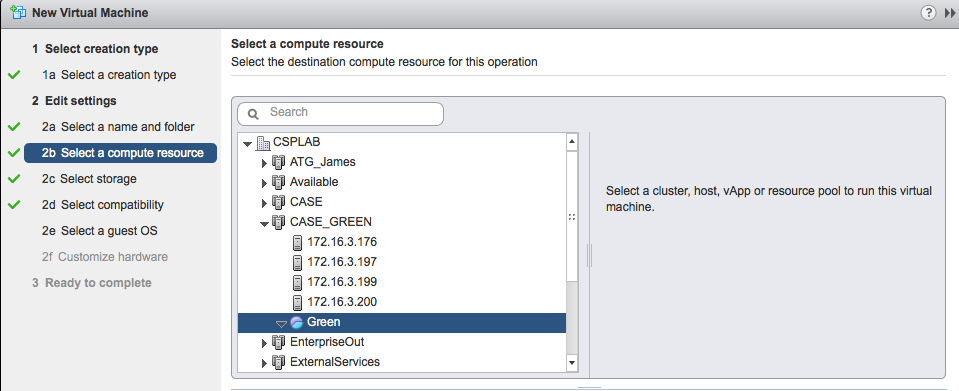 New Virtual Machine
?
1 Select creation type
1a Select a creation type
2 Edit settings
2a Select a name and folder
2b Select a compute resource
2c Select storage
2d Select compatibility
2e Select a guest OS
2f Customize hardware
3 Ready to complete
Select a compute resource
Select the destination compute resource for this operation
Search
CSPLAB
ATG_James
Available
CASE
CASE_GREEN
172.16.3.176
172.16.3.197
172.16.3.199
172.16.3.200
Green
EnterpriseOut
ExternalServices
Select a cluster, host, vApp or resource pool to run this virtual
machine.